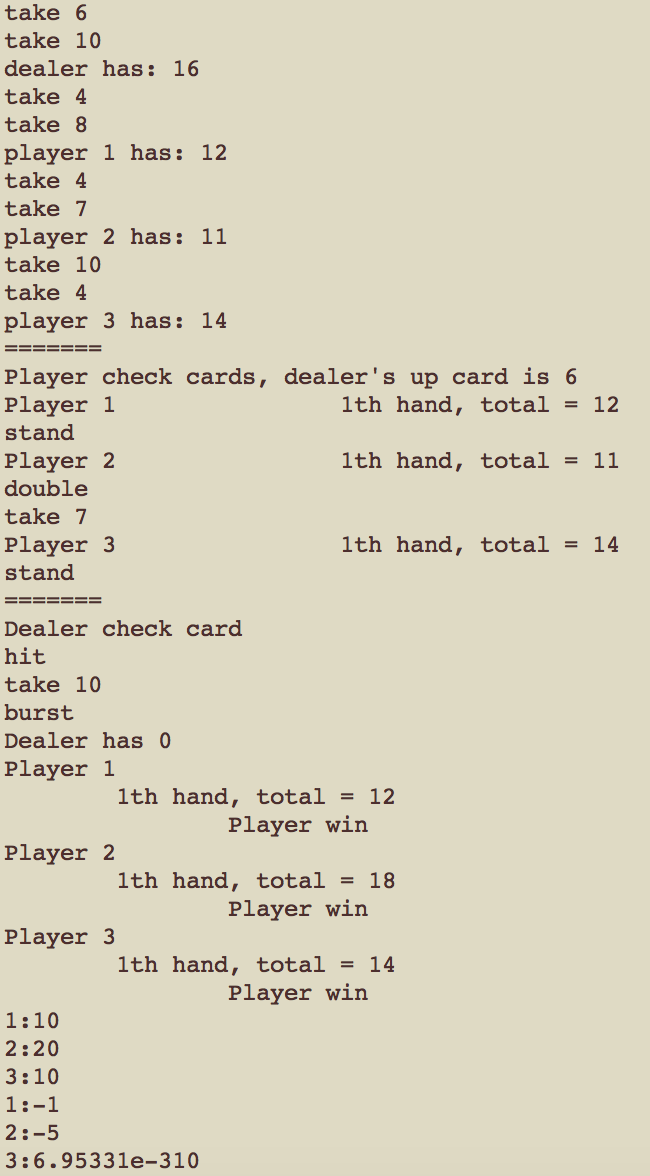 take 6
take 10
dealer has: 16
take 4
take 8
player 1 has: 12
take 4
take 7
player 2 has: 11
take 10
take 4
player 3 has: 14
=======
Player check cards, dealer's up card is 6
Player 1 1th hand, total = 12
stand
Player 2 1th hand, total = 11
double
take 7
Player 3 1th hand, total = 14
stand
=======
Dealer check card
hit
take 10
burst
Dealer has 0
Player 1
1th hand, total = 12
Player win
Player 2
1th hand, total = 18
Player win
Player 3
1th hand, total = 14
Player win
1:10
2:20
3:10
1:-1
2:-5
3:6.95331e-310